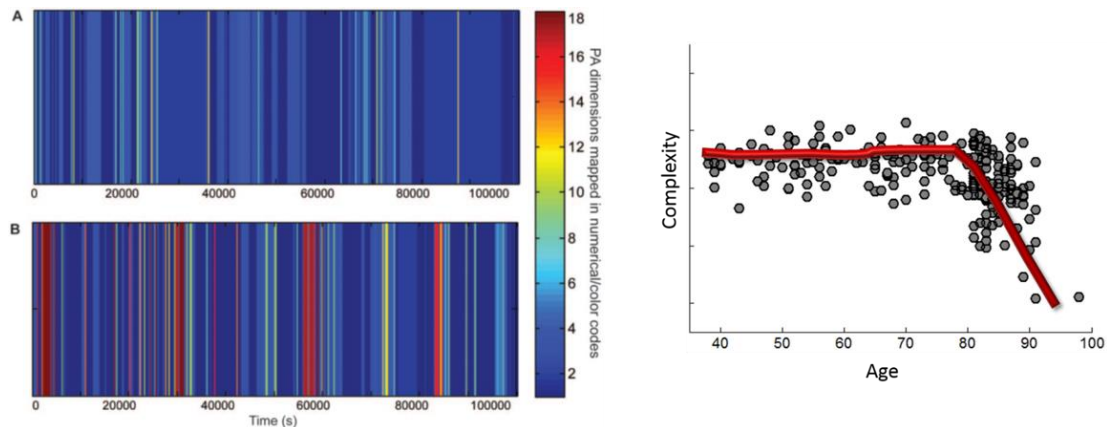 A
0 20000 40000 60000 80000 100000
B
0 20000 40000 60000 80000 100000
Time (s)
18
16
14
12
10
8
6
4
2
PA dimensions mapped in numerical/color codes
Complexity
40 50 60 70 80 90 100
Age